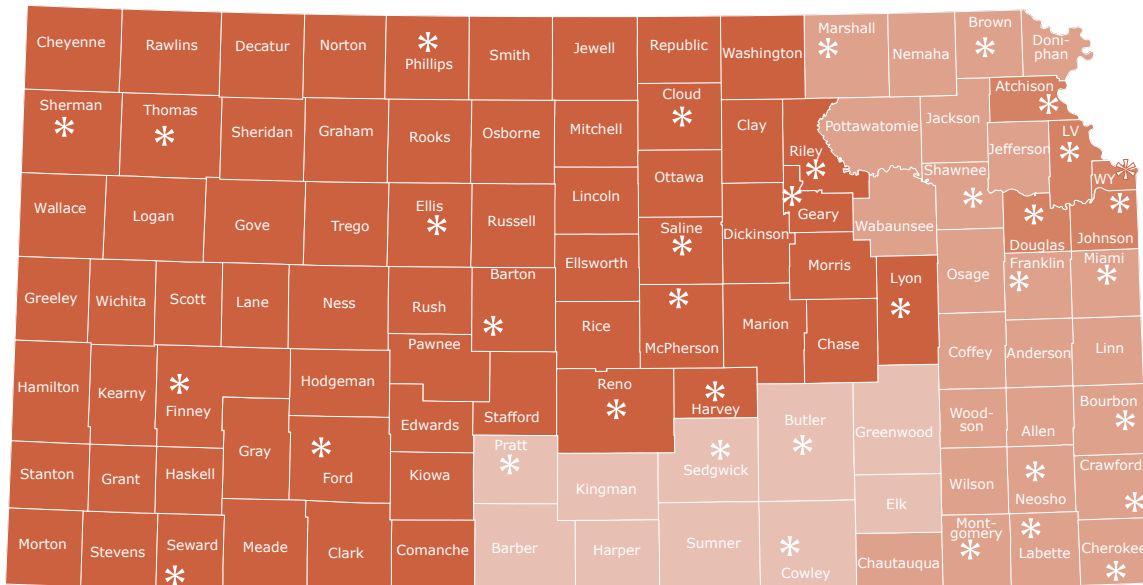 Cheyenne
Rawlins
Decatur
Norton
Phillips
Smith
Jewell
Republic
Washington
Marshall
Nemaha
Brown
Doni-
phan
Sherman
Thomas
Sheridan
Graham
Rooks
Osborne
Mitchell
Cloud
Clay
Riley
Pottawatomie
Jackson
Atchison
Jefferson
LV
WY
Wallace
Logan
Gove
Trego
Ellis
Russell
Lincoln
Ottawa
Saline
Dickinson
Geary
Wabaunsee
Shawnee
Douglas
Johnson
Greeley
Wichita
Scott
Lane
Ness
Rush
Barton
Ellsworth
Rice
McPherson
Marion
Morris
Chase
Lyon
Osage
Franklin
Miami
Coffey
Anderson
Linn
Hamilton
Kearny
Finney
Hodgeman
Pawnee
Edwards
Stafford
Reno
Harvey
Butler
Greenwood
Wood-
son
Allen
Bourbon
Stanton
Grant
Haskell
Gray
Ford
Kiowa
Pratt
Kingman
Sedgwick
Elk
Wilson
Neosho
Crawford
Morton
Stevens
Seward
Meade
Clark
Comanche
Barber
Harper
Sumner
Cowley
Chautauqua
Mont-
gomery
Labette
Cherokee